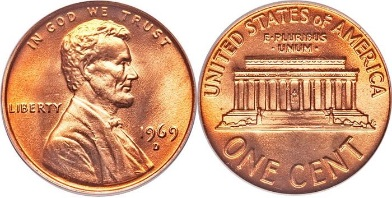 IN GOD WE TRUST
LIBERTY
1969
D
UNITED STATES OF AMERICA
E·PLURIBUS
·UNUM·
ONE CENT